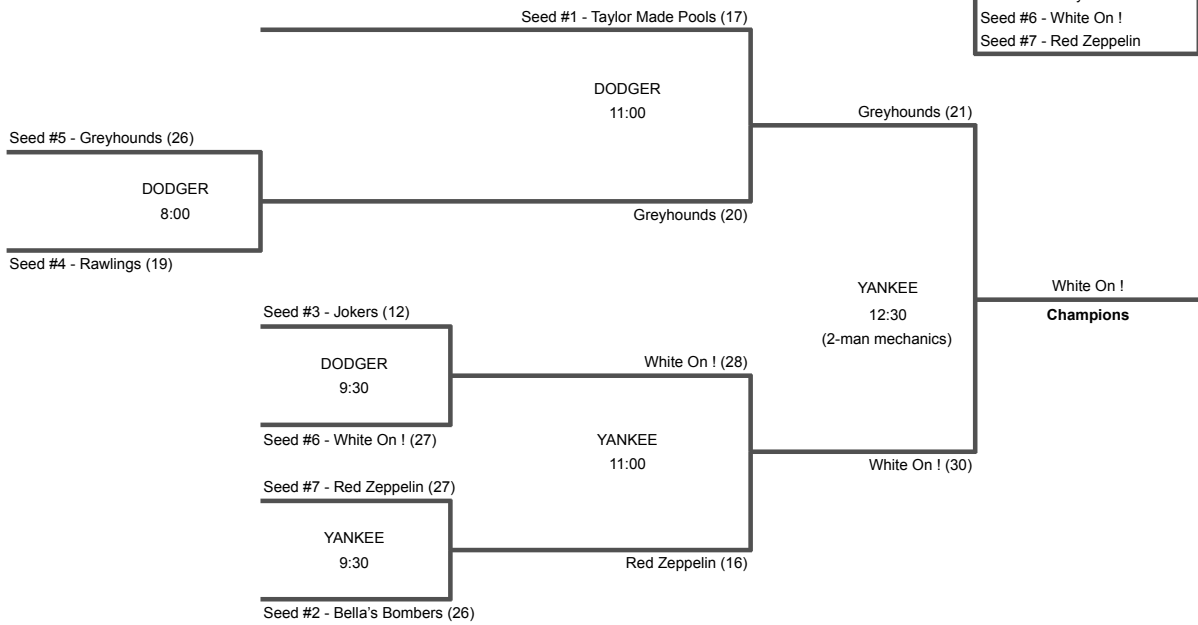 Seed #1 - Taylor Made Pools (17)
Seed #6 - White On !
Seed #7 - Red Zeppelin
DODGER
11:00
Greyhounds (21)
Seed #5 - Greyhounds (26)
DODGER
8:00
Greyhounds (20)
Seed #4 - Rawlings (19)
YANKEE
12:30
(2-man mechanics)
White On !
Champions
Seed #3 - Jokers (12)
DODGER
9:30
White On ! (28)
Seed #6 - White On ! (27)
YANKEE
11:00
White On ! (30)
Seed #7 - Red Zeppelin (27)
YANKEE
9:30
Red Zeppelin (16)
Seed #2 - Bella's Bombers (26)